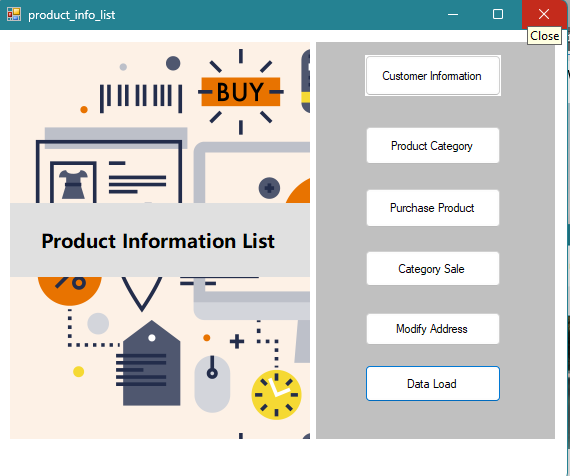 product_info_list
Close
BUY
Product Information List
Customer Information
Product Category
Purchase Product
Category Sale
Modify Address
Data Load